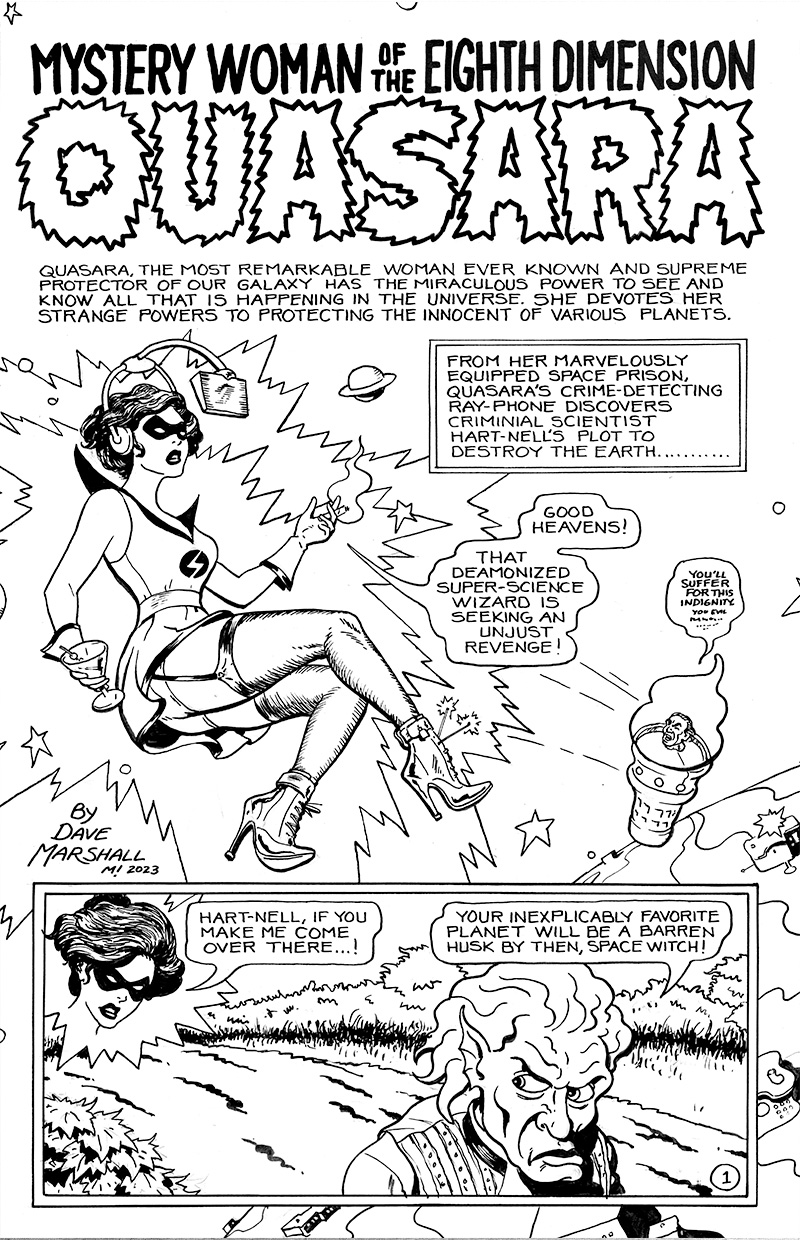 MYSTERY WOMAN OF THE EIGHTH DIMENSION
QUASARA
QUASARA, THE MOST REMARKABLE WOMAN EVER KNOWN AND SUPREME
PROTECTOR OF OUR GALAXY HAS THE MIRACULOUS POWER TO SEE AND
KNOW ALL THAT IS HAPPENING IN THE UNIVERSE. SHE DEVOTES HER
STRANGE POWERS TO PROTECTING THE INNOCENT OF VARIOUS PLANETS.
FROM HER MARVELOUSLY
EQUIPPED SPACE PRISON,
QUASARA'S CRIME-DETECTING
RAY-PHONE DISCOVERS
CRIMINIAL SCIENTIST
HART-NELL'S PLOT TO
DESTROY THE EARTH...........
GOOD
HEAVENS!
THAT
DEAMONIZED
SUPER-SCIENCE
WIZARD IS
SEEKING AN
UNJUST
REVENGE!
YOU'LL
SUFFER
FOR THIS
INDIGNITY.
YOU EVIL
BY
DAVE
MARSHALL
M! 2023
HART-NELL, IF YOU
MAKE ME COME
OVER THERE...!
YOUR INEXPLICABLY FAVORITE
PLANET WILL BE A BARREN
HUSK BY THEN, SPACE WITCH!
1